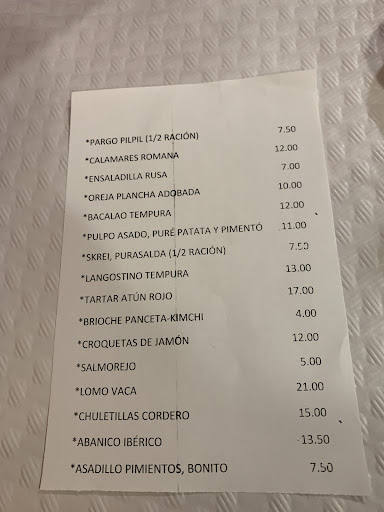 *PARGO PILPIL (1/2 RACIÓN) 7.50
*CALAMARES ROMANA 12.00
*ENSALADILLA RUSA 7.00
*OREJA PLANCHA ADOBADA 10.00
*BACALAO TEMPURA 12.00
*PULPO ASADO, PURÉ PATATA Y PIMENTÓ 11.00
*SKREI, PURASALDA (1/2 RACIÓN) 7.50
*LANGOSTINO TEMPURA 13.00
*TARTAR ATÚN ROJO 17.00
*BRIOCHE PANCETA-KIMCHI 4.00
*CROQUETAS DE JAMÓN 12.00
*SALMOREJO 5.00
*LOMO VACA 21.00
*CHULETILLAS CORDERO 15.00
*ABANICO IBÉRICO 13.50
*ASADILLO PIMIENTOS, BONITO 7.50